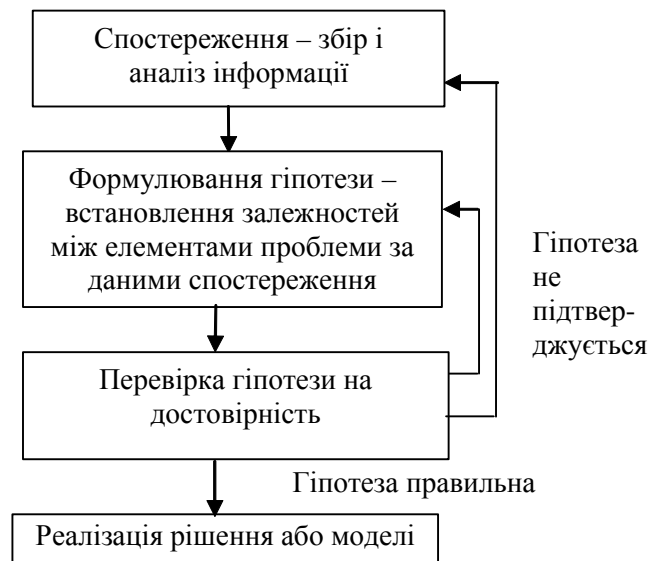 Спостереження – збір і
аналіз інформації
Формулювання гіпотези –
встановлення залежностей
між елементами проблеми за
даними спостереження
Гіпотеза
не
підтвер-
джується
Перевірка гіпотези на
достовірність
Гіпотеза правильна
Реалізація рішення або моделі